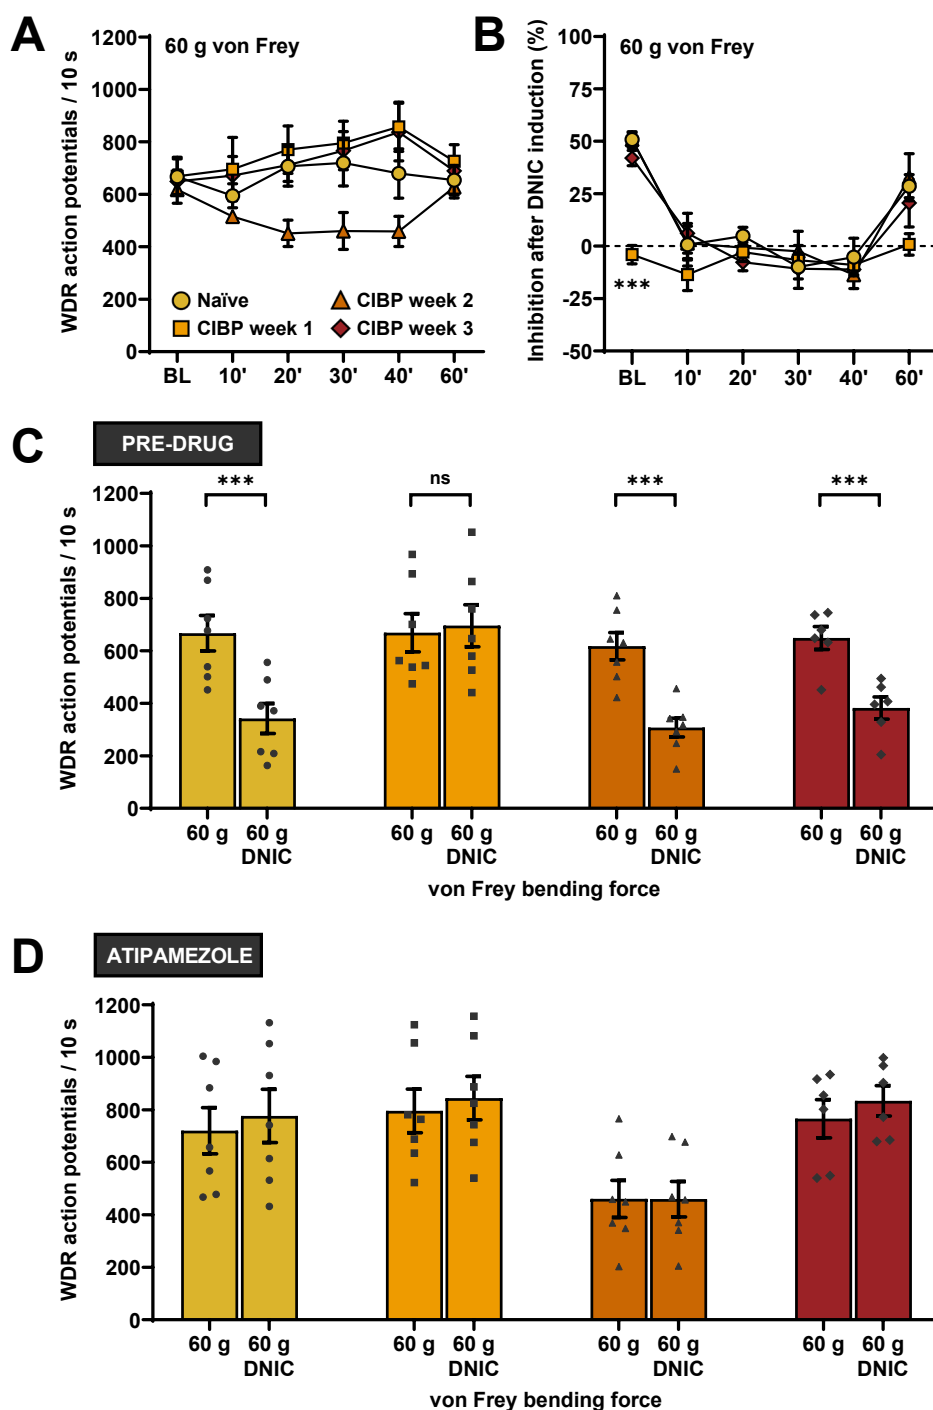 A
60 g von Frey
WDR action potentials / 10 s
1200
1000
800
600
400
200
0
Naïve
CIBP week 1
CIBP week 2
CIBP week 3
BL 10' 20' 30' 40' 60'
B
60 g von Frey
Inhibition after DNIC induction (%)
100
75
50
25
0
-25
-50
***
BL 10' 20' 30' 40' 60'
C
PRE-DRUG
WDR action potentials / 10 s
1200
1000
800
600
400
200
0
*** ns *** ***
60 g 60 g 60 g 60 g 60 g 60 g 60 g 60 g
DNIC DNIC DNIC DNIC
von Frey bending force
D
ATIPAMEZOLE
WDR action potentials / 10 s
1200
1000
800
600
400
200
0
60 g 60 g 60 g 60 g 60 g 60 g 60 g 60 g
DNIC DNIC DNIC DNIC
von Frey bending force